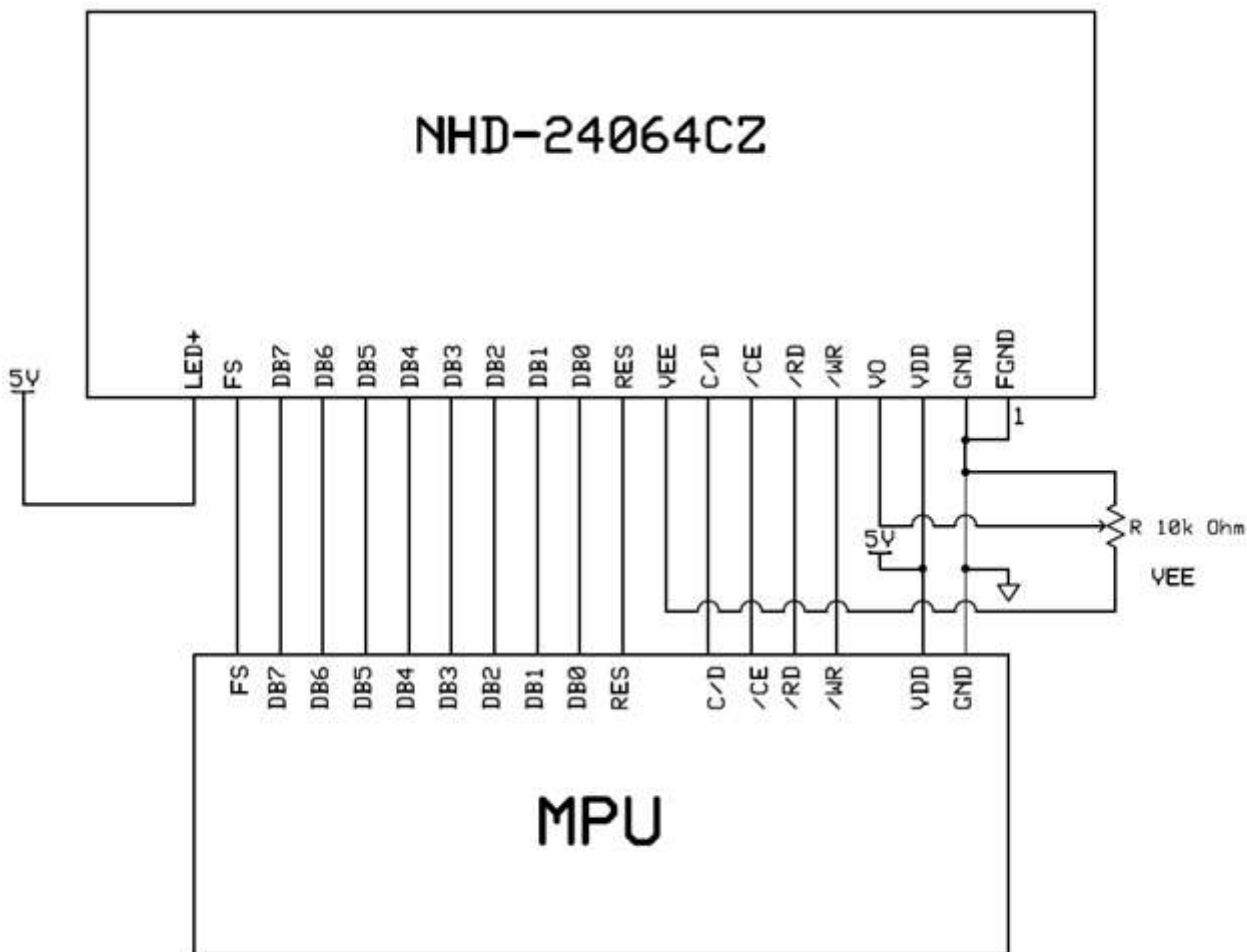 NHD-24064CZ
LED+ FS DB7 DB6 DB5 DB4 DB3 DB2 DB1 DB0 RES VEE C/D /CE /RD /WR VO VDD GND FGND
5V
1
5V
R 10k Ohm
VEE
FS DB7 DB6 DB5 DB4 DB3 DB2 DB1 DB0 RES C/D /CE /RD /WR VDD GND
MPU